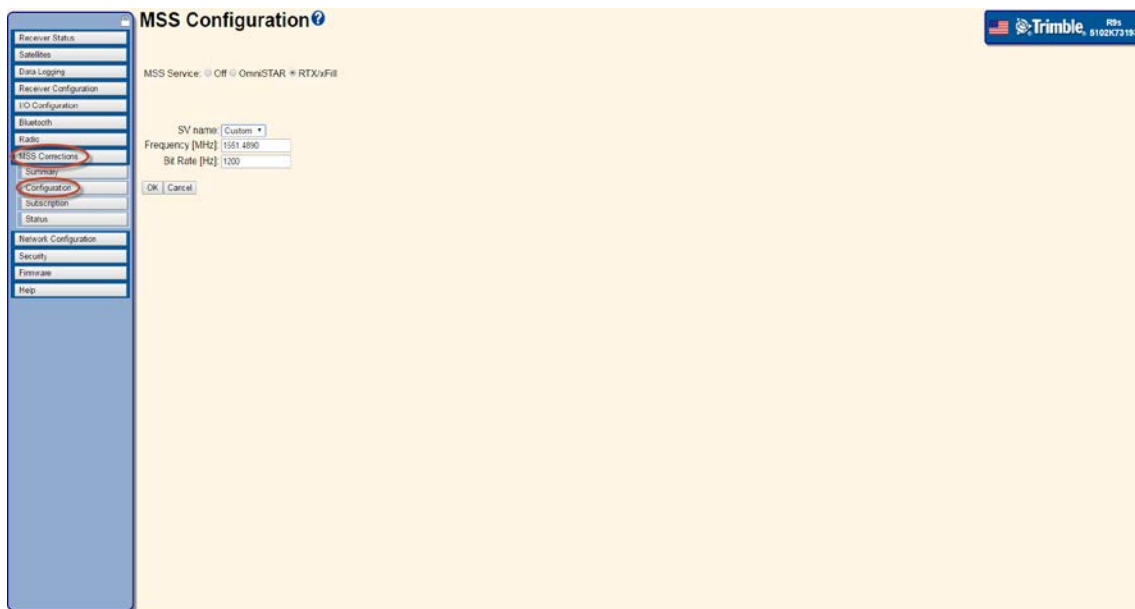 MSS Configuration?
Receiver Status
Satellites
Data Logging
Receiver Configuration
I/O Configuration
Bluetooth
Radio
MSS Corrections
Summary
Configuration
Subscription
Status
Network Configuration
Security
Firmware
Help
MSS Service: Off OmniSTAR RTX/xFill
SV name: Custom
Frequency [MHz]: 1551.4890
Bit Rate [Hz]: 1200
OK Cancel
Trimble. R9s
5102K7319